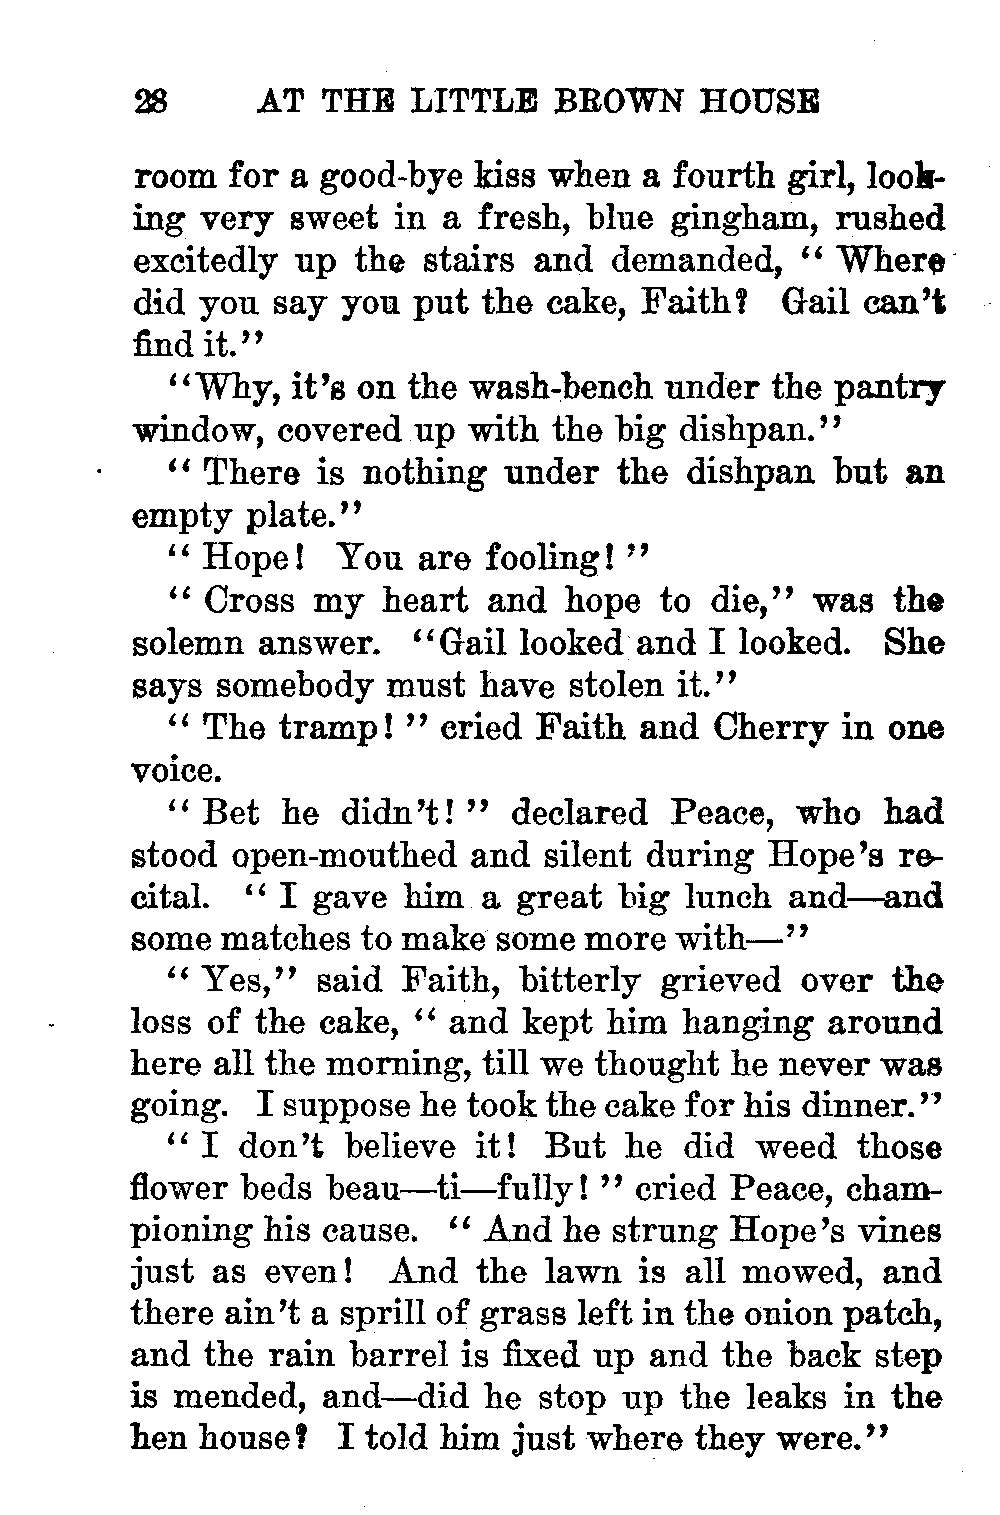 28 AT THE LITTLE BROWN HOUSE
room for a good-bye kiss when a fourth girl, look-
ing very sweet in a fresh, blue gingham, rushed
excitedly up the stairs and demanded, “ Where
did you say you put the cake, Faith? Gail can’t
find it.”
“Why, it’s on the wash-bench under the pantry
window, covered up with the big dishpan.”
“ There is nothing under the dishpan but an
empty plate.”
“ Hope! You are fooling! ”
“ Cross my heart and hope to die,” was the
solemn answer. “Gail looked and I looked. She
says somebody must have stolen it.”
“ The tramp! ” cried Faith and Cherry in one
voice.
“ Bet he didn’t! ” declared Peace, who had
stood open-mouthed and silent during Hope’s re-
cital. “ I gave him a great big lunch and—and
some matches to make some more with—”
“ Yes,” said Faith, bitterly grieved over the
loss of the cake, “ and kept him hanging around
here all the morning, till we thought he never was
going. I suppose he took the cake for his dinner.”
“ I don’t believe it! But he did weed those
flower beds beau—ti—fully! ” cried Peace, cham-
pioning his cause. “ And he strung Hope’s vines
just as even! And the lawn is all mowed, and
there ain’t a sprill of grass left in the onion patch,
and the rain barrel is fixed up and the back step
is mended, and—did he stop up the leaks in the
hen house? I told him just where they were.”